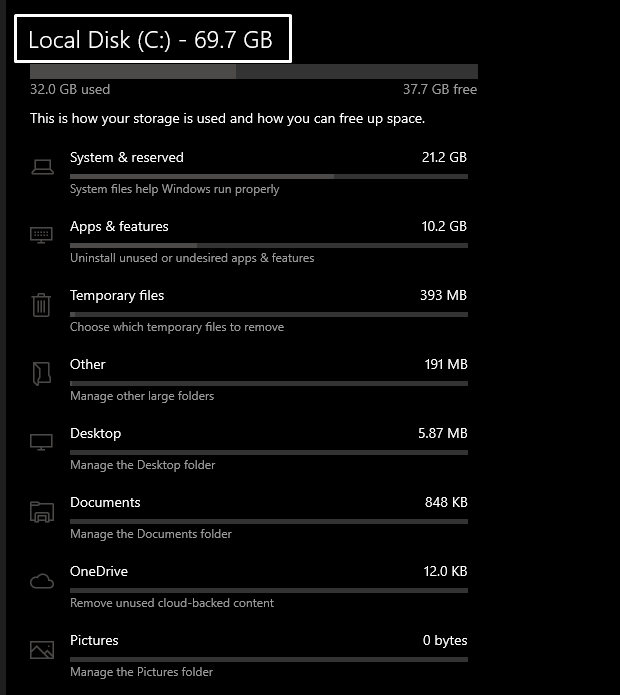 Local Disk (C:) - 69.7 GB
32.0 GB used 37.7 GB free
This is how your storage is used and how you can free up space.
System & reserved 21.2 GB
System files help Windows run properly
Apps & features 10.2 GB
Uninstall unused or undesired apps & features
Temporary files 393 MB
Choose which temporary files to remove
Other 191 MB
Manage other large folders
Desktop 5.87 MB
Manage the Desktop folder
Documents 848 KB
Manage the Documents folder
OneDrive 12.0 KB
Remove unused cloud-backed content
Pictures 0 bytes
Manage the Pictures folder